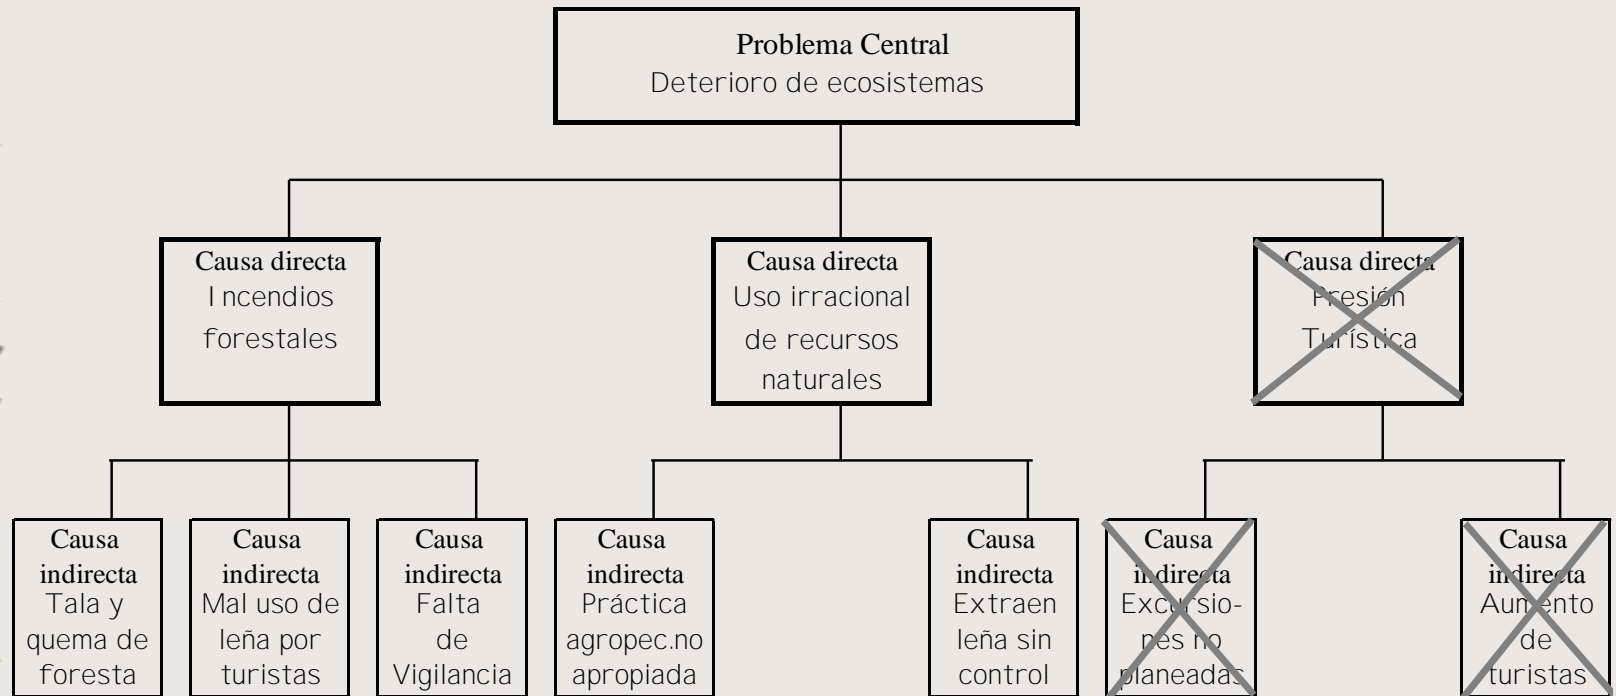 Problema Central
Deterioro de ecosistemas
Causa directa
Incendios
forestales
Causa directa
Uso irracional
de recursos
naturales
Causa directa
Presión
Turística
Causa
indirecta
Tala y
quema de
foresta
Causa
indirecta
Mal uso de
leña por
turistas
Causa
indirecta
Falta
de
Vigilancia
Causa
indirecta
Práctica
agropec.no
apropiada
Causa
indirecta
Extraen
leña sin
control
Causa
indirecta
Excursio-
nes no
planeadas
Causa
indirecta
Aumento
de
turistas